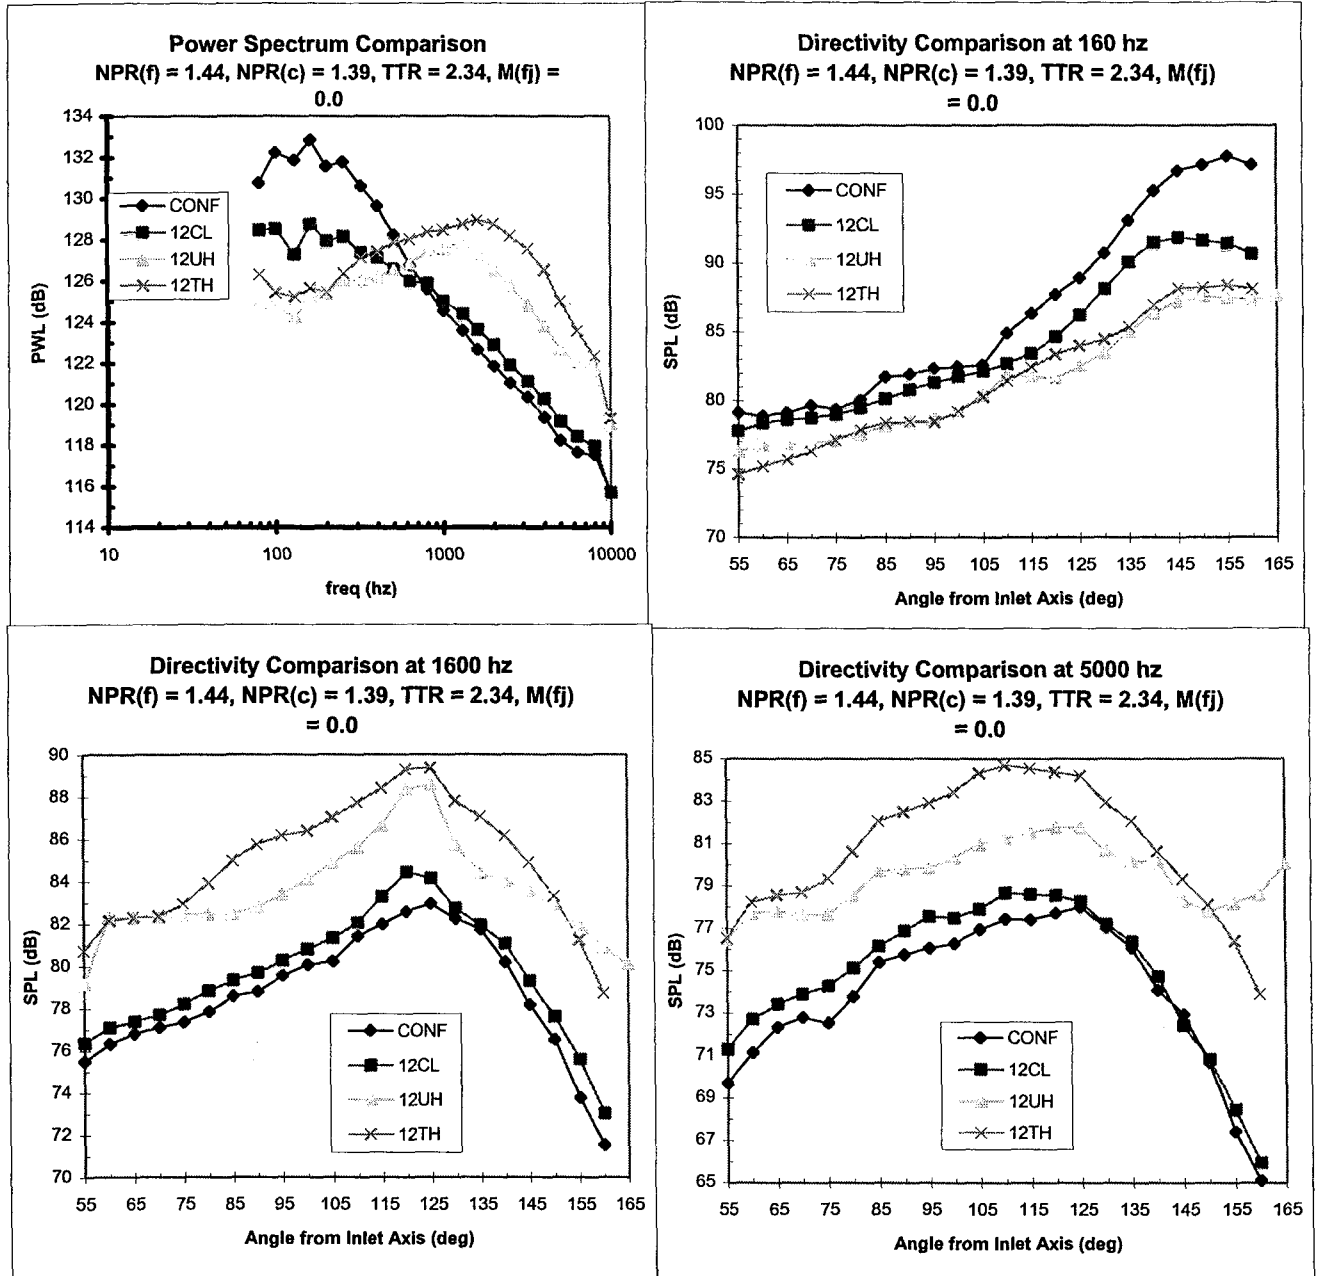 Power Spectrum Comparison
NPR(f) = 1.44, NPR(c) = 1.39, TTR = 2.34, M(fj) =
0.0
134
132
130
128
126
124
122
120
118
116
114
PWL (dB)
CONF
12CL
12UH
12TH
10
100
1000
10000
freq (hz)
Directivity Comparison at 160 hz
NPR(f) = 1.44, NPR(c) = 1.39, TTR = 2.34, M(fj)
= 0.0
100
95
90
85
80
75
70
SPL (dB)
CONF
12CL
12UH
12TH
55 65 75 85 95 105 115 125 135 145 155 165
Angle from Inlet Axis (deg)
Directivity Comparison at 1600 hz
NPR(f) = 1.44, NPR(c) = 1.39, TTR = 2.34, M(fj)
= 0.0
90
88
86
84
82
80
78
76
74
72
70
SPL (dB)
CONF
12CL
12UH
12TH
55 65 75 85 95 105 115 125 135 145 155 165
Angle from Inlet Axis (deg)
Directivity Comparison at 5000 hz
NPR(f) = 1.44, NPR(c) = 1.39, TTR = 2.34, M(fj)
= 0.0
85
83
81
79
77
75
73
71
69
67
65
SPL (dB)
CONF
12CL
12UH
12TH
55 65 75 85 95 105 115 125 135 145 155 165
Angle from Inlet Axis (deg)